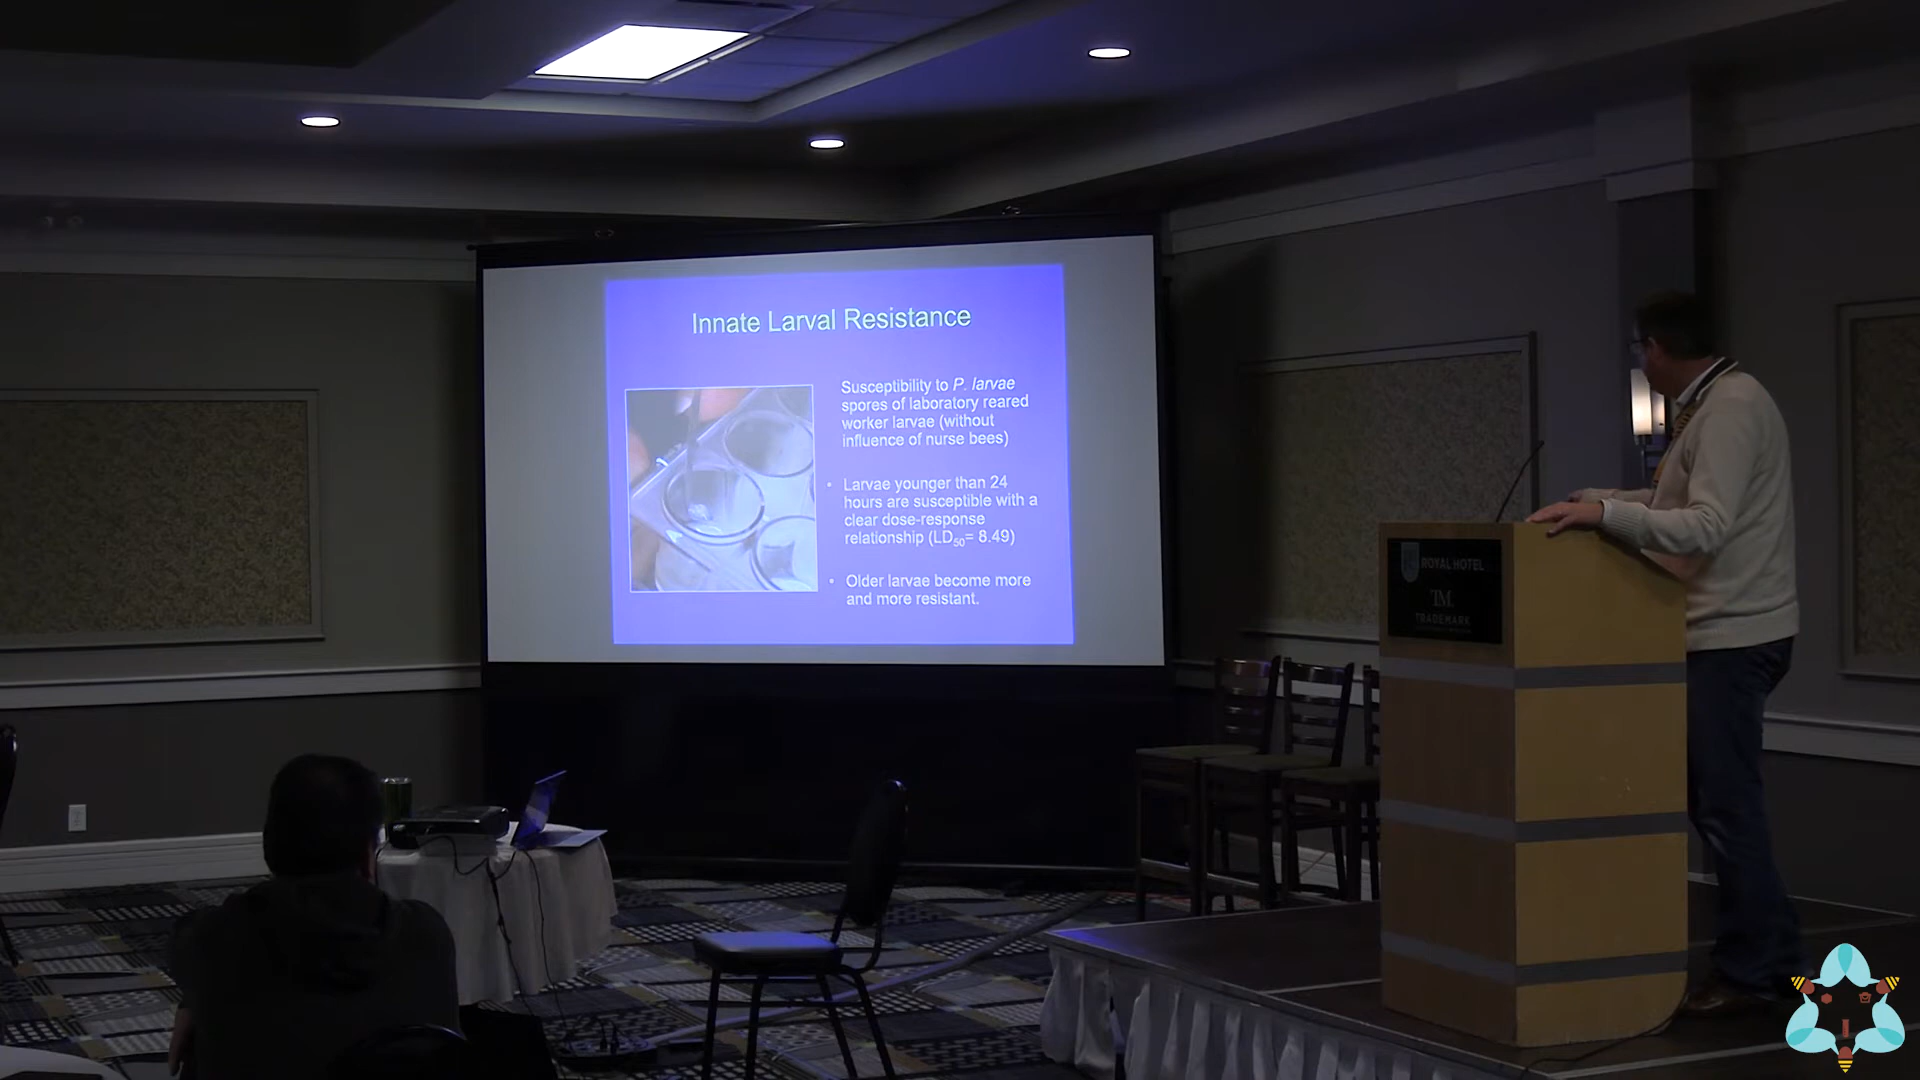 Innate Larval Resistance
Susceptibility to P. larvae
spores of laboratory reared
worker larvae (without
influence of nurse bees)
• Larvae younger than 24
hours are susceptible with a
clear dose-response
relationship (LD50= 8.49)
• Older larvae become more
and more resistant.
ROYAL HOTEL
TM
TRADEMARK